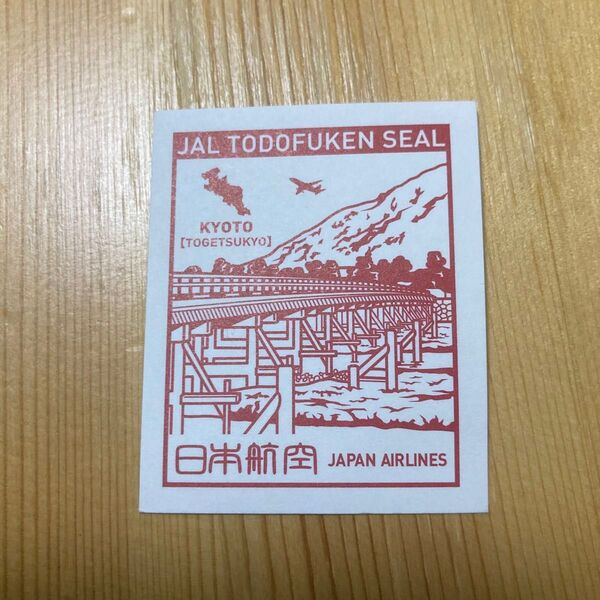 JAL TODOFUKEN SEAL
KYOTO
【TOGETSUKYO】
日本航空 JAPAN AIRLINES